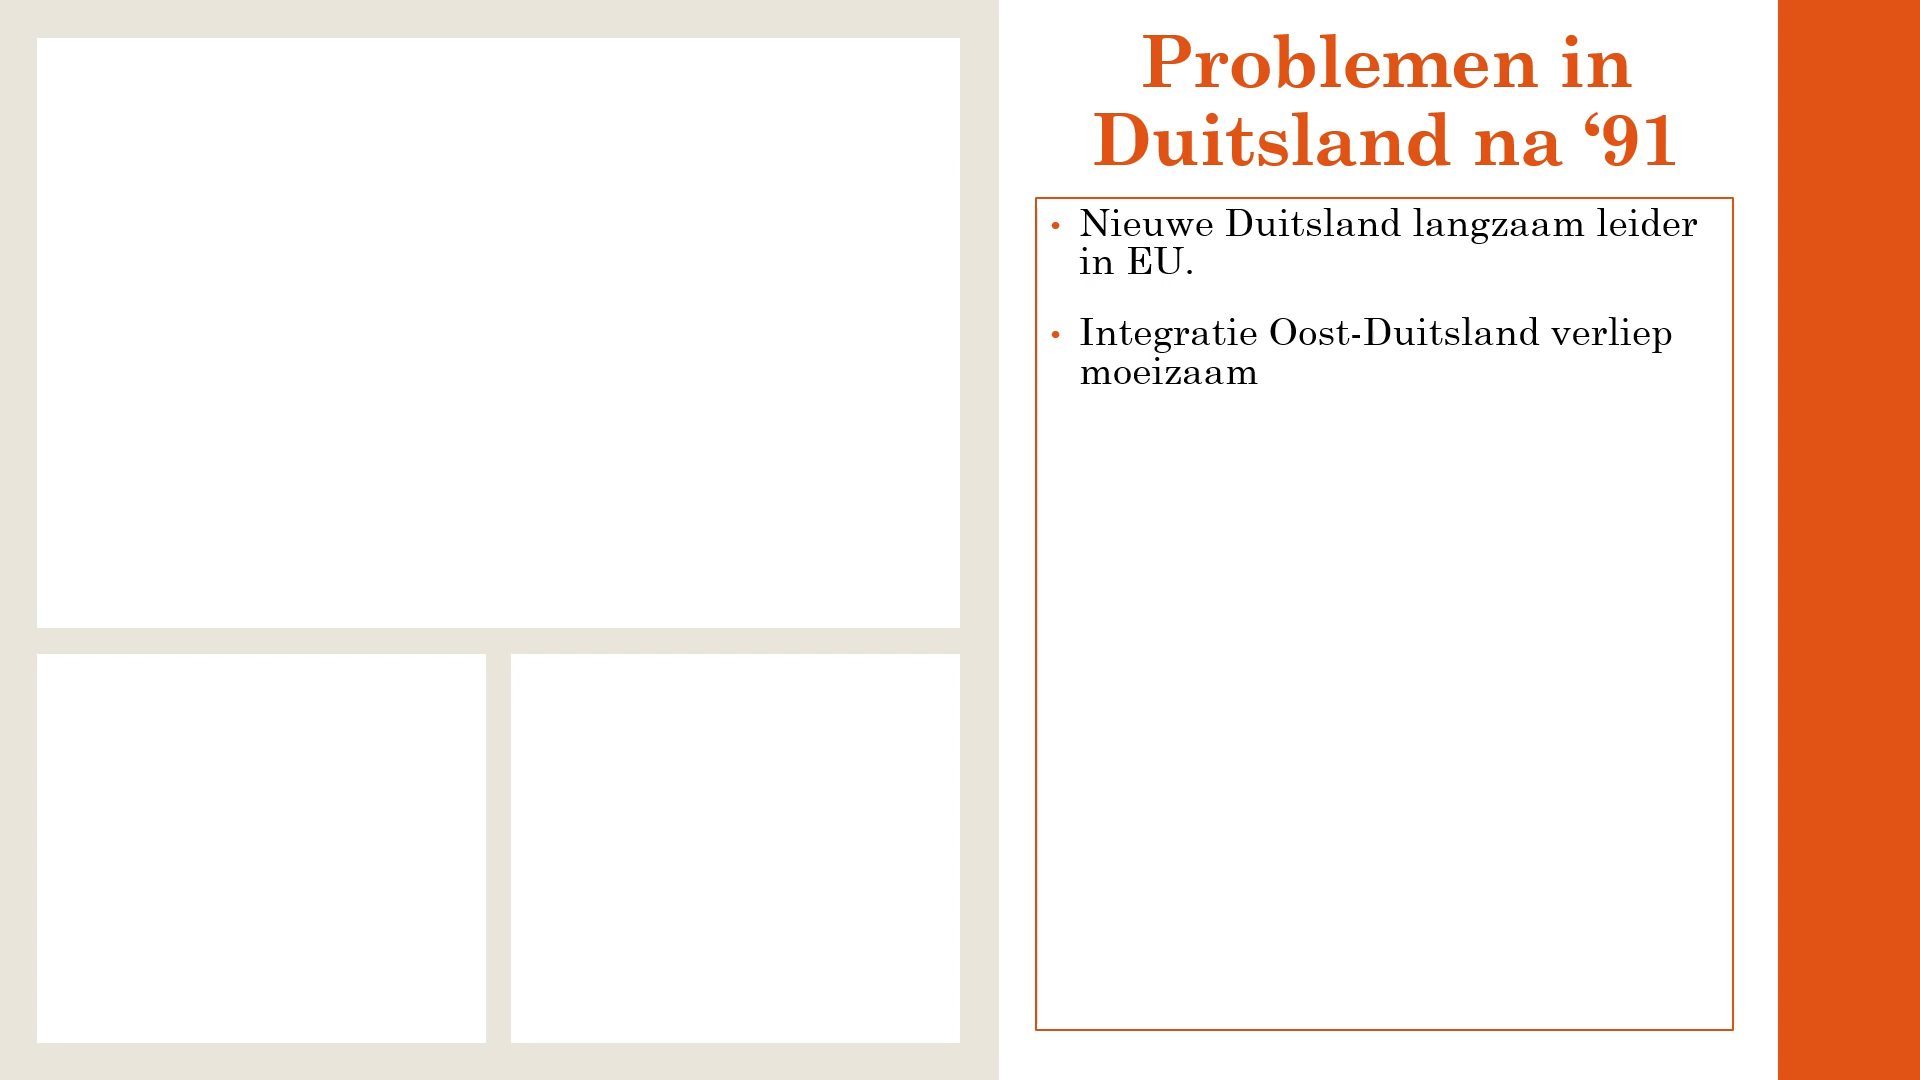 Problemen in
Duitsland na ‘91
• Nieuwe Duitsland langzaam leider
in EU.
• Integratie Oost-Duitsland verliep
moeizaam